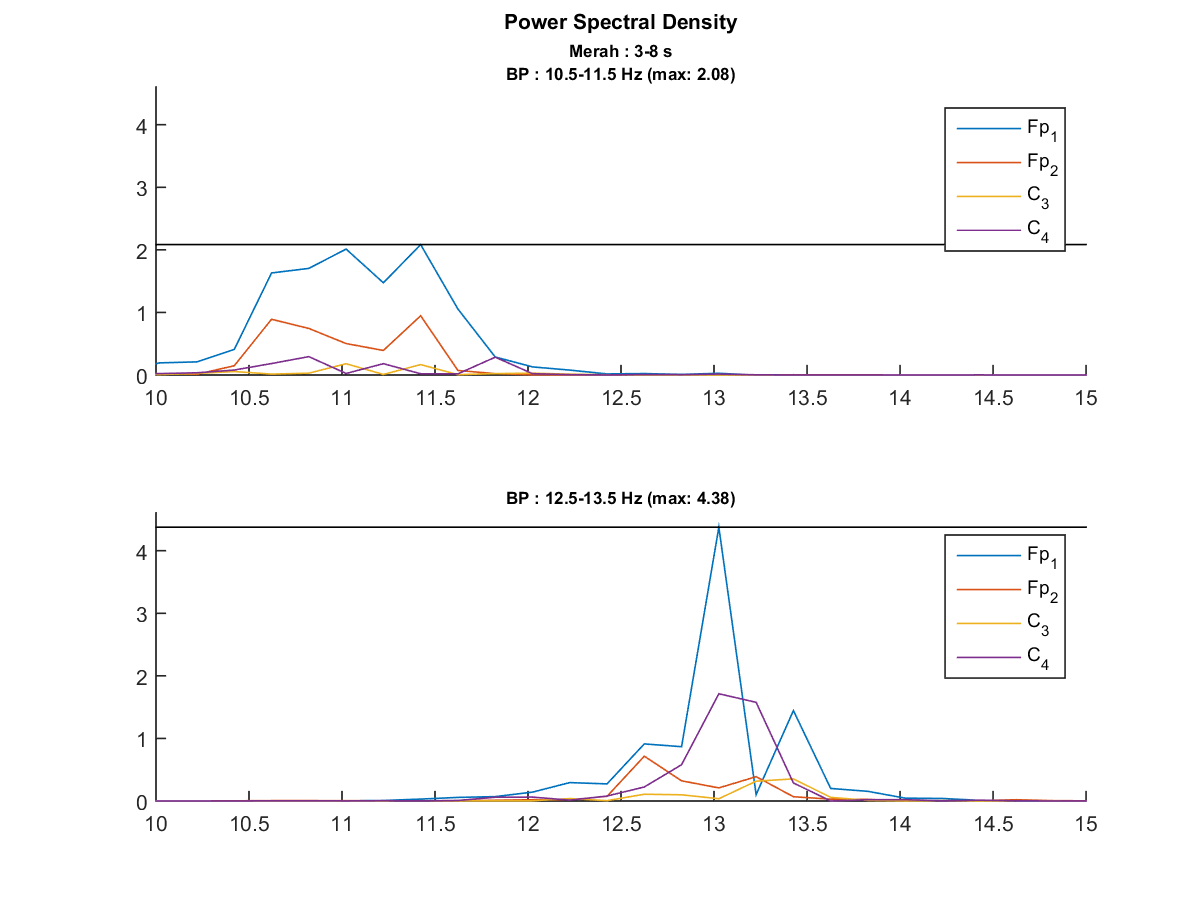 Power Spectral Density
Merah : 3-8 s
BP : 10.5-11.5 Hz (max: 2.08)
4
3
2
1
0
10 10.5 11 11.5 12 12.5 13 13.5 14 14.5 15
Fp1
Fp2
C3
C4
BP : 12.5-13.5 Hz (max: 4.38)
4
3
2
1
0
10 10.5 11 11.5 12 12.5 13 13.5 14 14.5 15
Fp1
Fp2
C3
C4